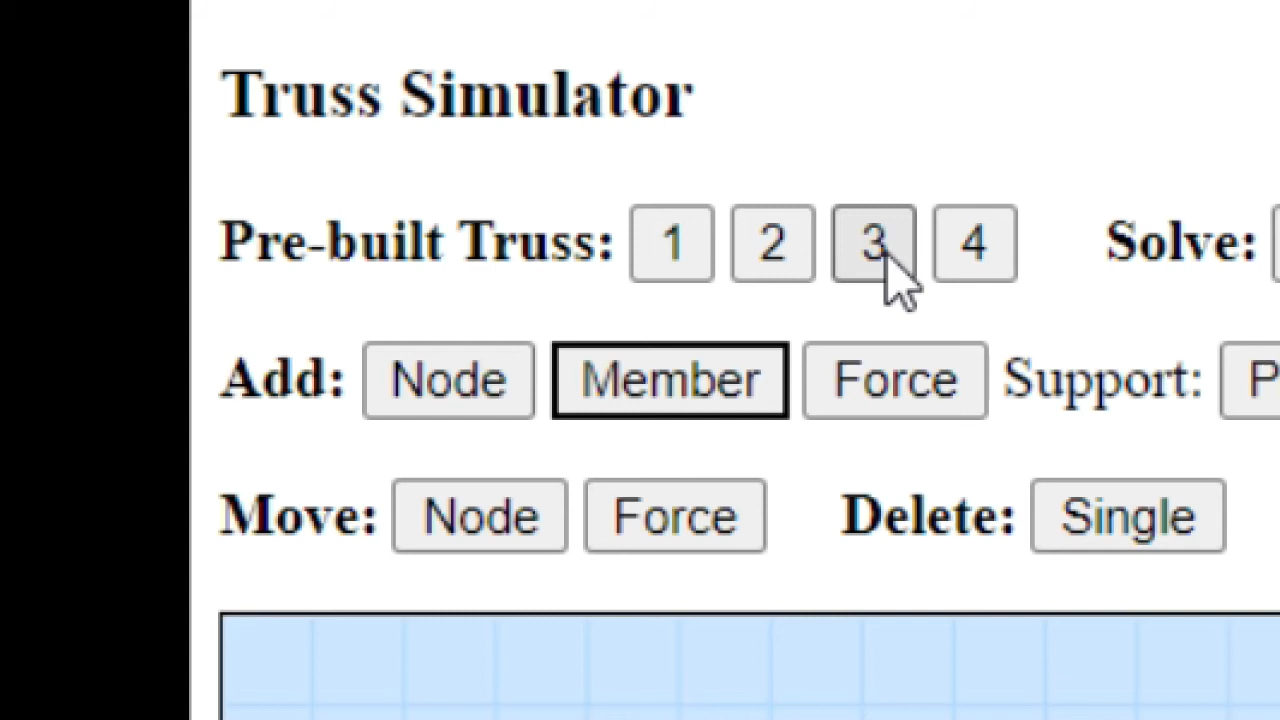 Truss Simulator
Pre-built Truss: 1 2 3 4 Solve:
Add: Node Member Force Support: P
Move: Node Force Delete: Single